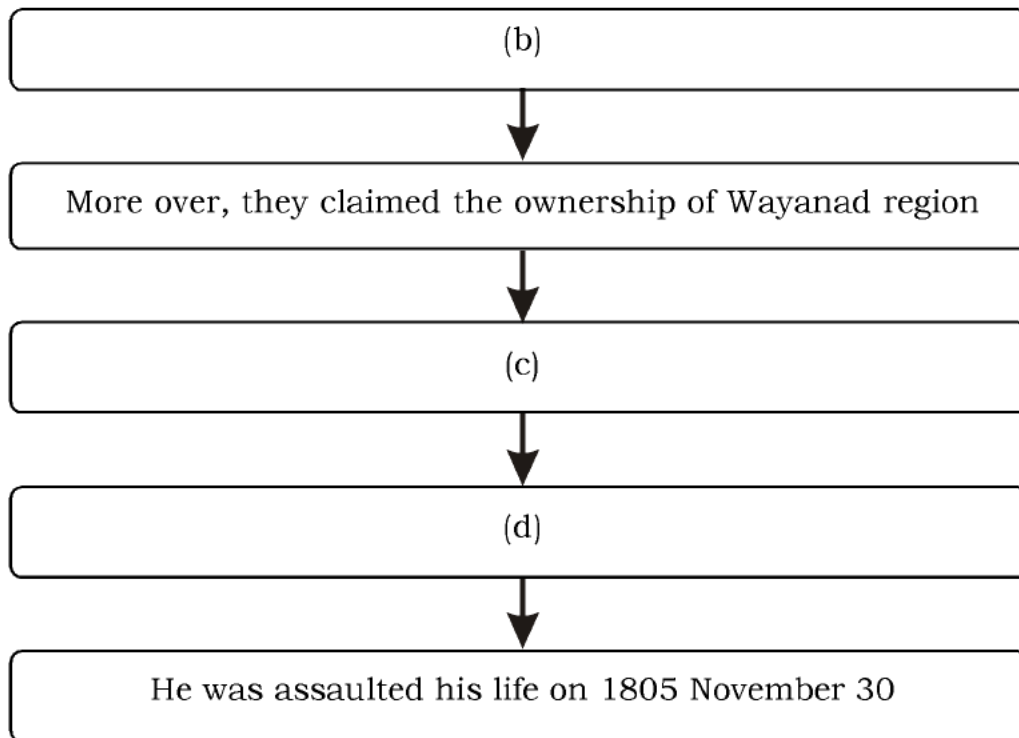 (b)
More over, they claimed the ownership of Wayanad region
(c)
(d)
He was assaulted his life on 1805 November 30